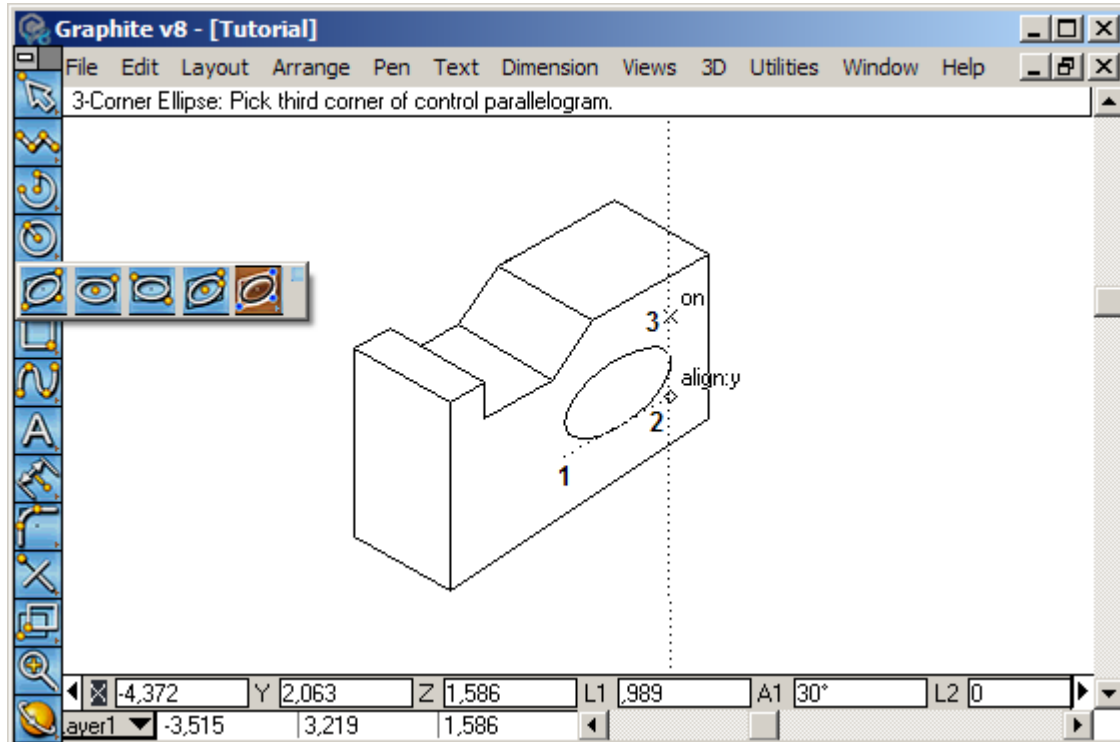 Graphite v8 - [Tutorial]
File Edit Layout Arrange Pen Text Dimension Views 3D Utilities Window Help
3-Corner Ellipse: Pick third corner of control parallelogram.
on
3
align:y
2
1
A
X -4,372 Y 2,063 Z 1,586 L1 ,989 A1 30° L2 0
ayer1 -3,515 3,219 1,586